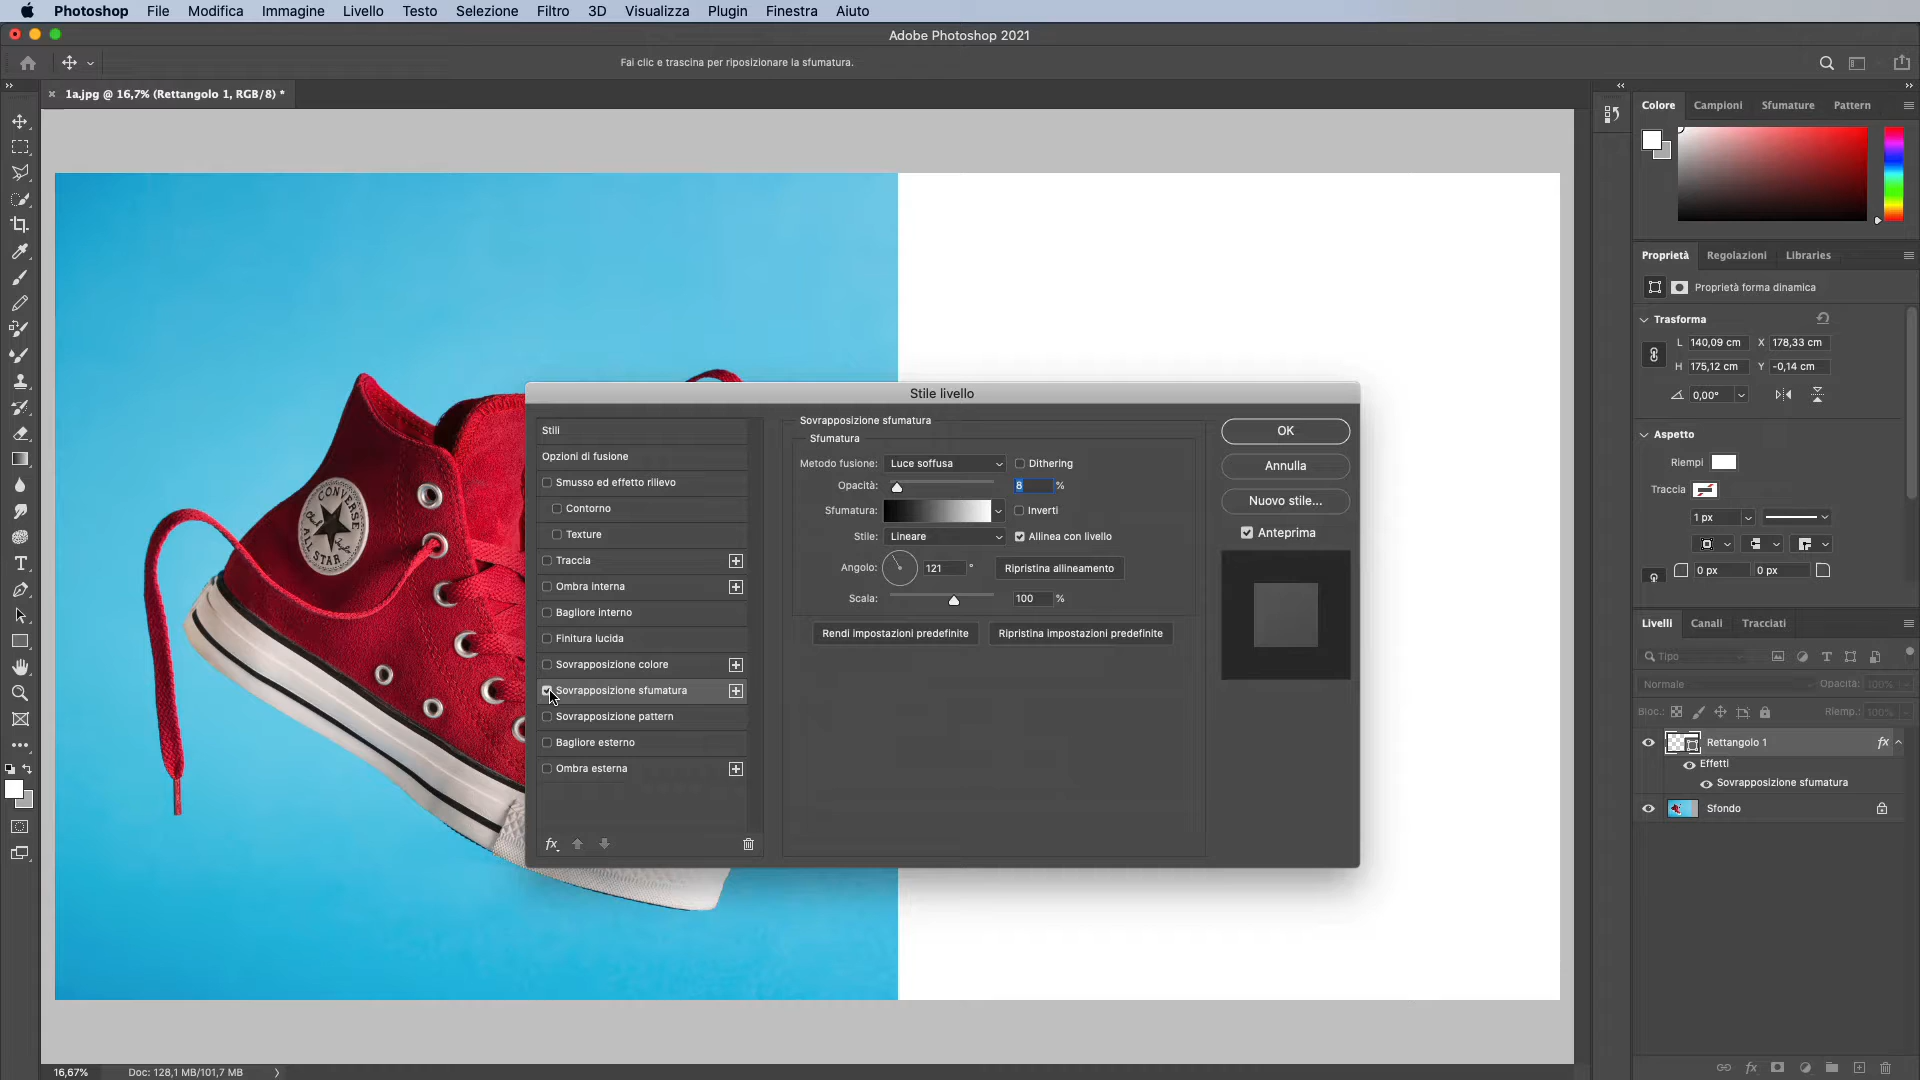 Photoshop File Modifica Immagine Livello Testo Selezione Filtro 3D Visualizza Plugin Finestra Aiuto
Adobe Photoshop 2021
Fai clic e trascina per riposizionare la sfumatura.
1a.jpg @ 16,7% (Rettangolo 1, RGB/8) *
CONVERSE
ALL STAR
Stile livello
Stili
Opzioni di fusione
Smusso ed effetto rilievo
Contorno
Texture
Traccia
Ombra interna
Bagliore interno
Finitura lucida
Sovrapposizione colore
Sovrapposizione sfumatura
Sovrapposizione pattern
Bagliore esterno
Ombra esterna
fx
Sovrapposizione sfumatura
Sfumatura
Metodo fusione: Luce soffusa Dithering
Opacità: 8 %
Sfumatura: Inverti
Stile: Lineare Allinea con livello
Angolo: 121 ° Ripristina allineamento
Scala: 100 %
Rendi impostazioni predefinite Ripristina impostazioni predefinite
OK
Annulla
Nuovo stile...
Anteprima
Colore Campioni Sfumature Pattern
Proprietà Regolazioni Libraries
Proprietà forma dinamica
Trasforma
L 140,09 cm X 178,33 cm
H 175,12 cm Y -0,14 cm
0,00°
Aspetto
Riempi
Traccia
1 px
0 px 0 px
Livelli Canali Tracciati
Tipo
Normale Opacità: 100%
Bloc.: Riemp.: 100%
Rettangolo 1 fx
Effetti
Sovrapposizione sfumatura
Sfondo
fx
16,67% Doc: 128,1 MB/101,7 MB